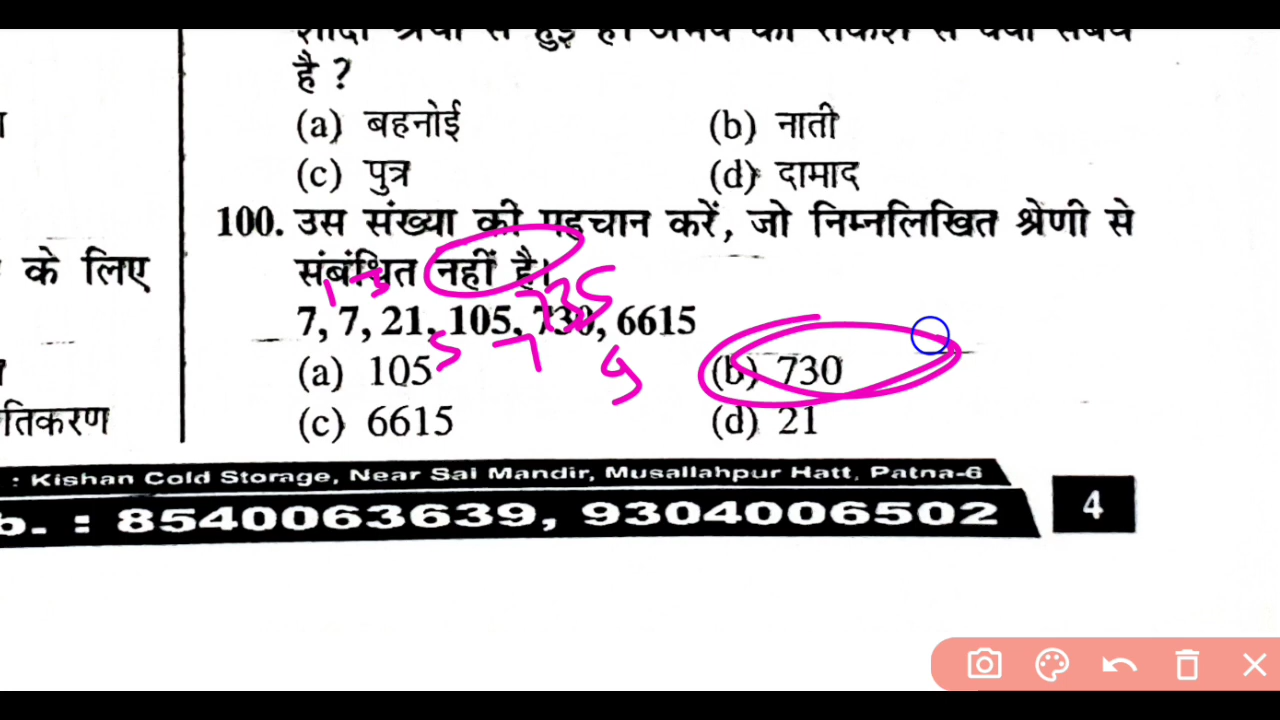 है ?
(a) बहनोई
(b) नाती
(c) पुत्र
(d) दामाद
100. उस संख्या की पहचान करें, जो निम्नलिखित श्रेणी से
के लिए
संबंधित नहीं है।
1 3 735
7, 7, 21, 105, 730, 6615
5 7 9
(a) 105
(b) 730
तिकरण
(c) 6615
(d) 21
: Kishan Cold Storage, Near Sai Mandir, Musallahpur Hatt, Patna-6
b. : 8540063639, 9304006502
4